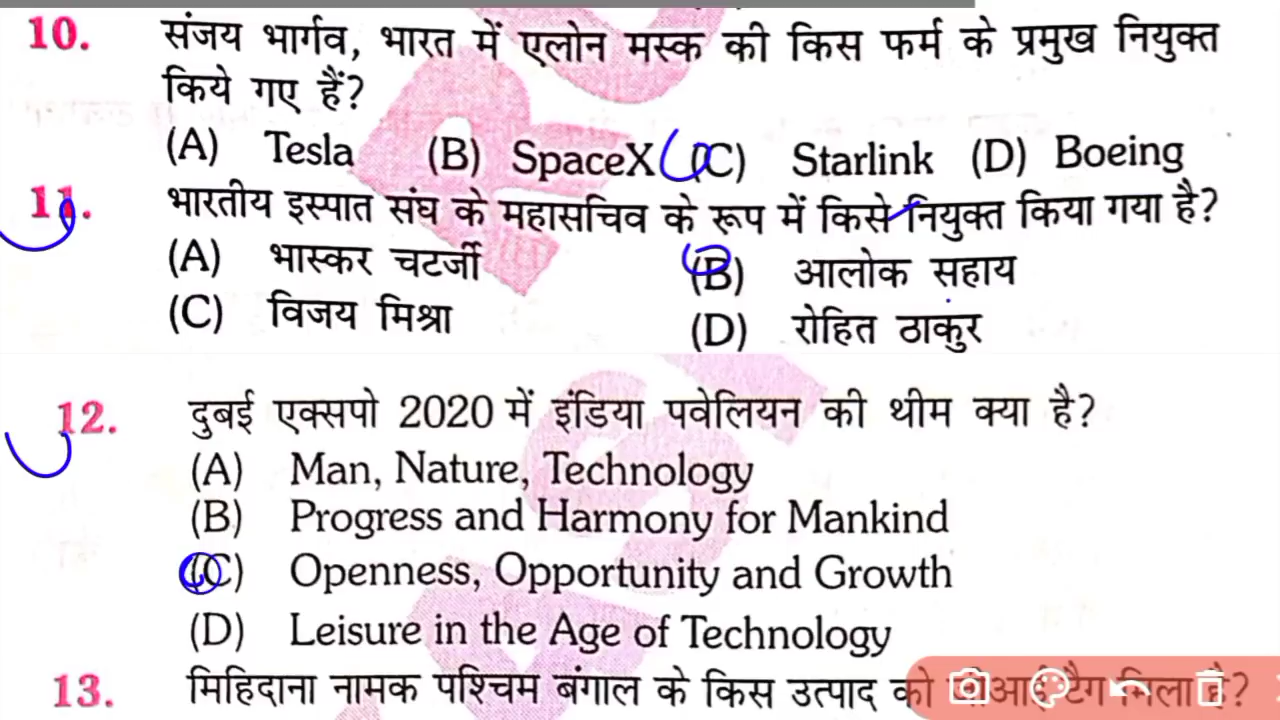 10. संजय भार्गव, भारत में एलोन मस्क की किस फर्म के प्रमुख नियुक्त
किये गए हैं?
(A) Tesla (B) SpaceX (C) Starlink (D) Boeing
11. भारतीय इस्पात संघ के महासचिव के रूप में किसे नियुक्त किया गया है?
(A) भास्कर चटर्जी (B) आलोक सहाय
(C) विजय मिश्रा (D) रोहित ठाकुर
12. दुबई एक्सपो 2020 में इंडिया पवेलियन की थीम क्या है?
(A) Man, Nature, Technology
(B) Progress and Harmony for Mankind
(C) Openness, Opportunity and Growth
(D) Leisure in the Age of Technology
13. मिहिदाना नामक पश्चिम बंगाल के किस उत्पाद को जीआई टैग मिला है?